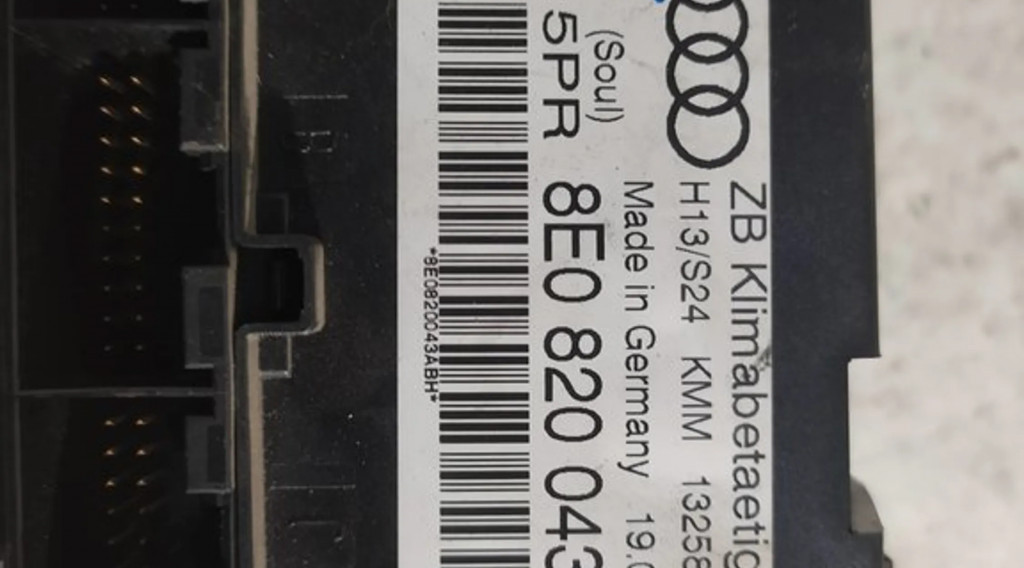 ZB Klimabetaetig
H13/S24 KMM 13258
Made in Germany 19.0
(Soul)
5PR 8E0 820 043
*8E0820043ABH*
B